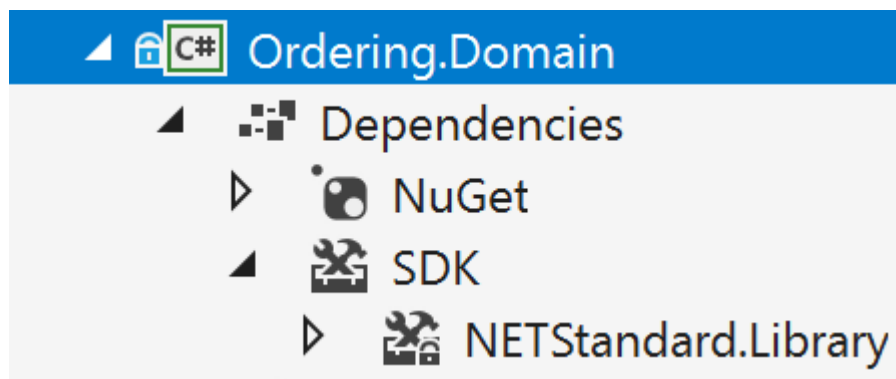 C# Ordering.Domain
Dependencies
NuGet
SDK
NETStandard.Library